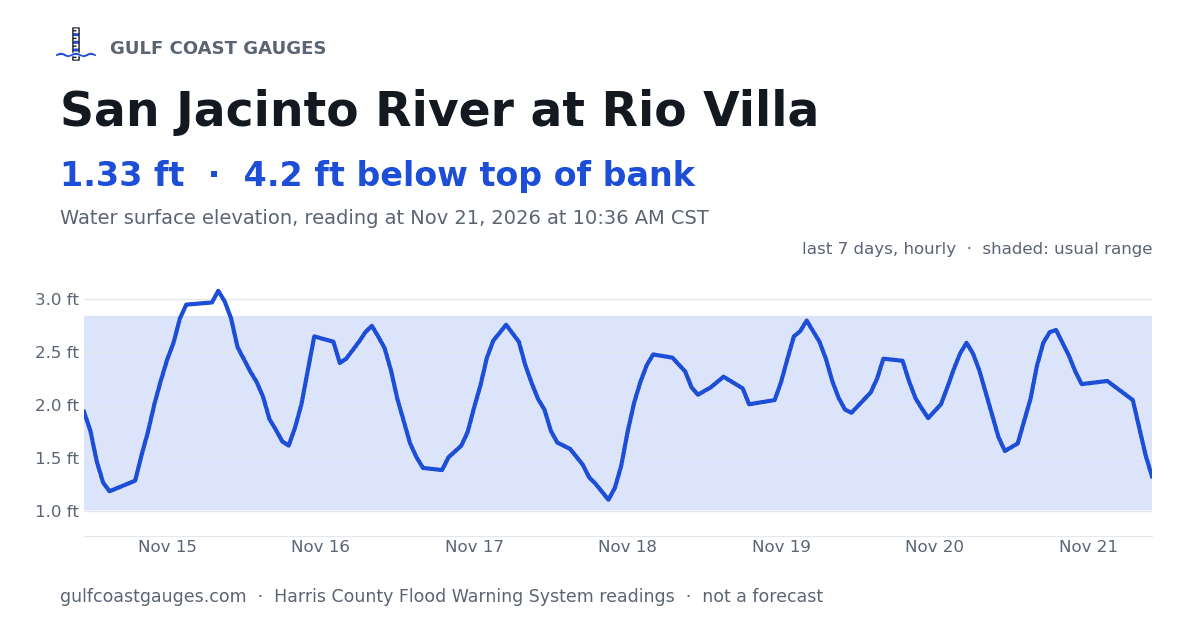 GULF COAST GAUGES
San Jacinto River at Rio Villa
1.33 ft · 4.2 ft below top of bank
Water surface elevation, reading at Nov 21, 2026 at 10:36 AM CST
last 7 days, hourly · shaded: usual range
3.0 ft
2.5 ft
2.0 ft
1.5 ft
1.0 ft
Nov 15 Nov 16 Nov 17 Nov 18 Nov 19 Nov 20 Nov 21
gulfcoastgauges.com · Harris County Flood Warning System readings · not a forecast